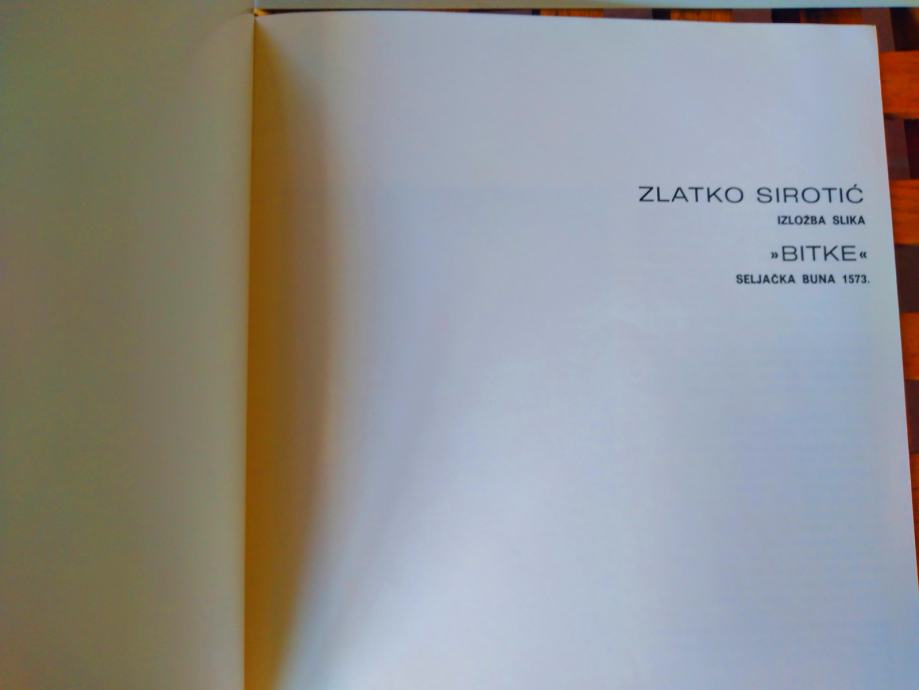 ZLATKO SIROTIĆ
IZLOŽBA SLIKA
»BITKE«
SELJAČKA BUNA 1573.